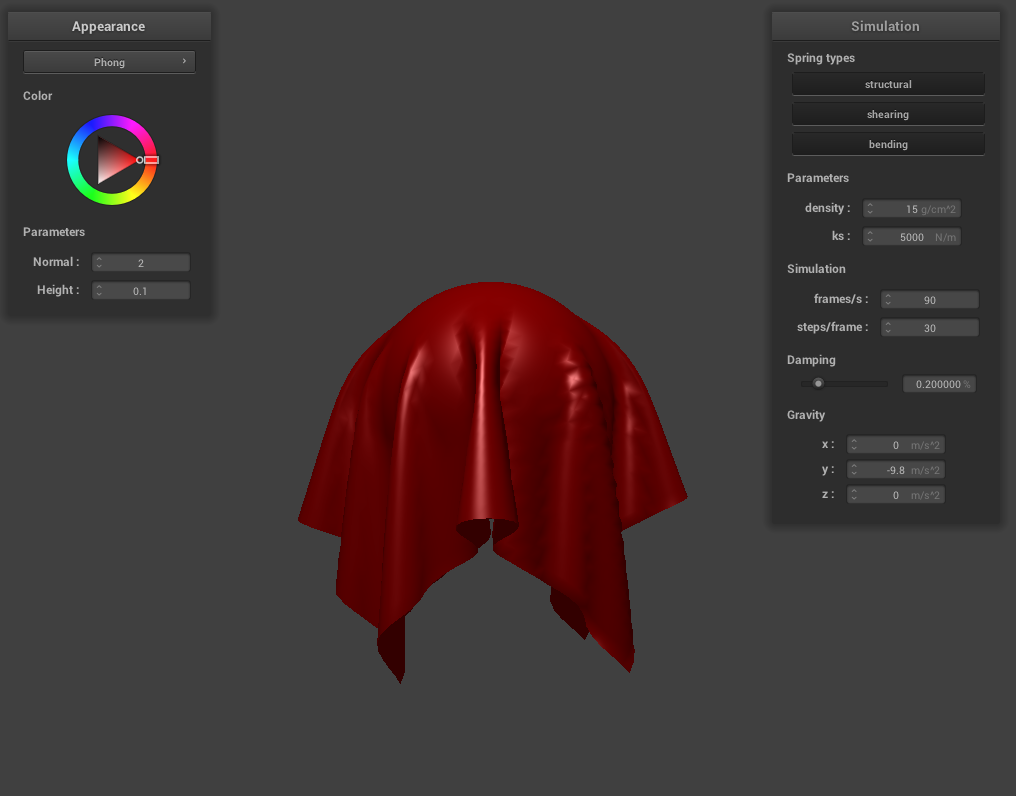 Appearance
Phong
Color
Parameters
Normal : 2
Height : 0.1
Simulation
Spring types
structural
shearing
bending
Parameters
density : 15 g/cm^2
ks : 5000 N/m
Simulation
frames/s : 90
steps/frame : 30
Damping
0.200000 %
Gravity
x : 0 m/s^2
y : -9.8 m/s^2
z : 0 m/s^2